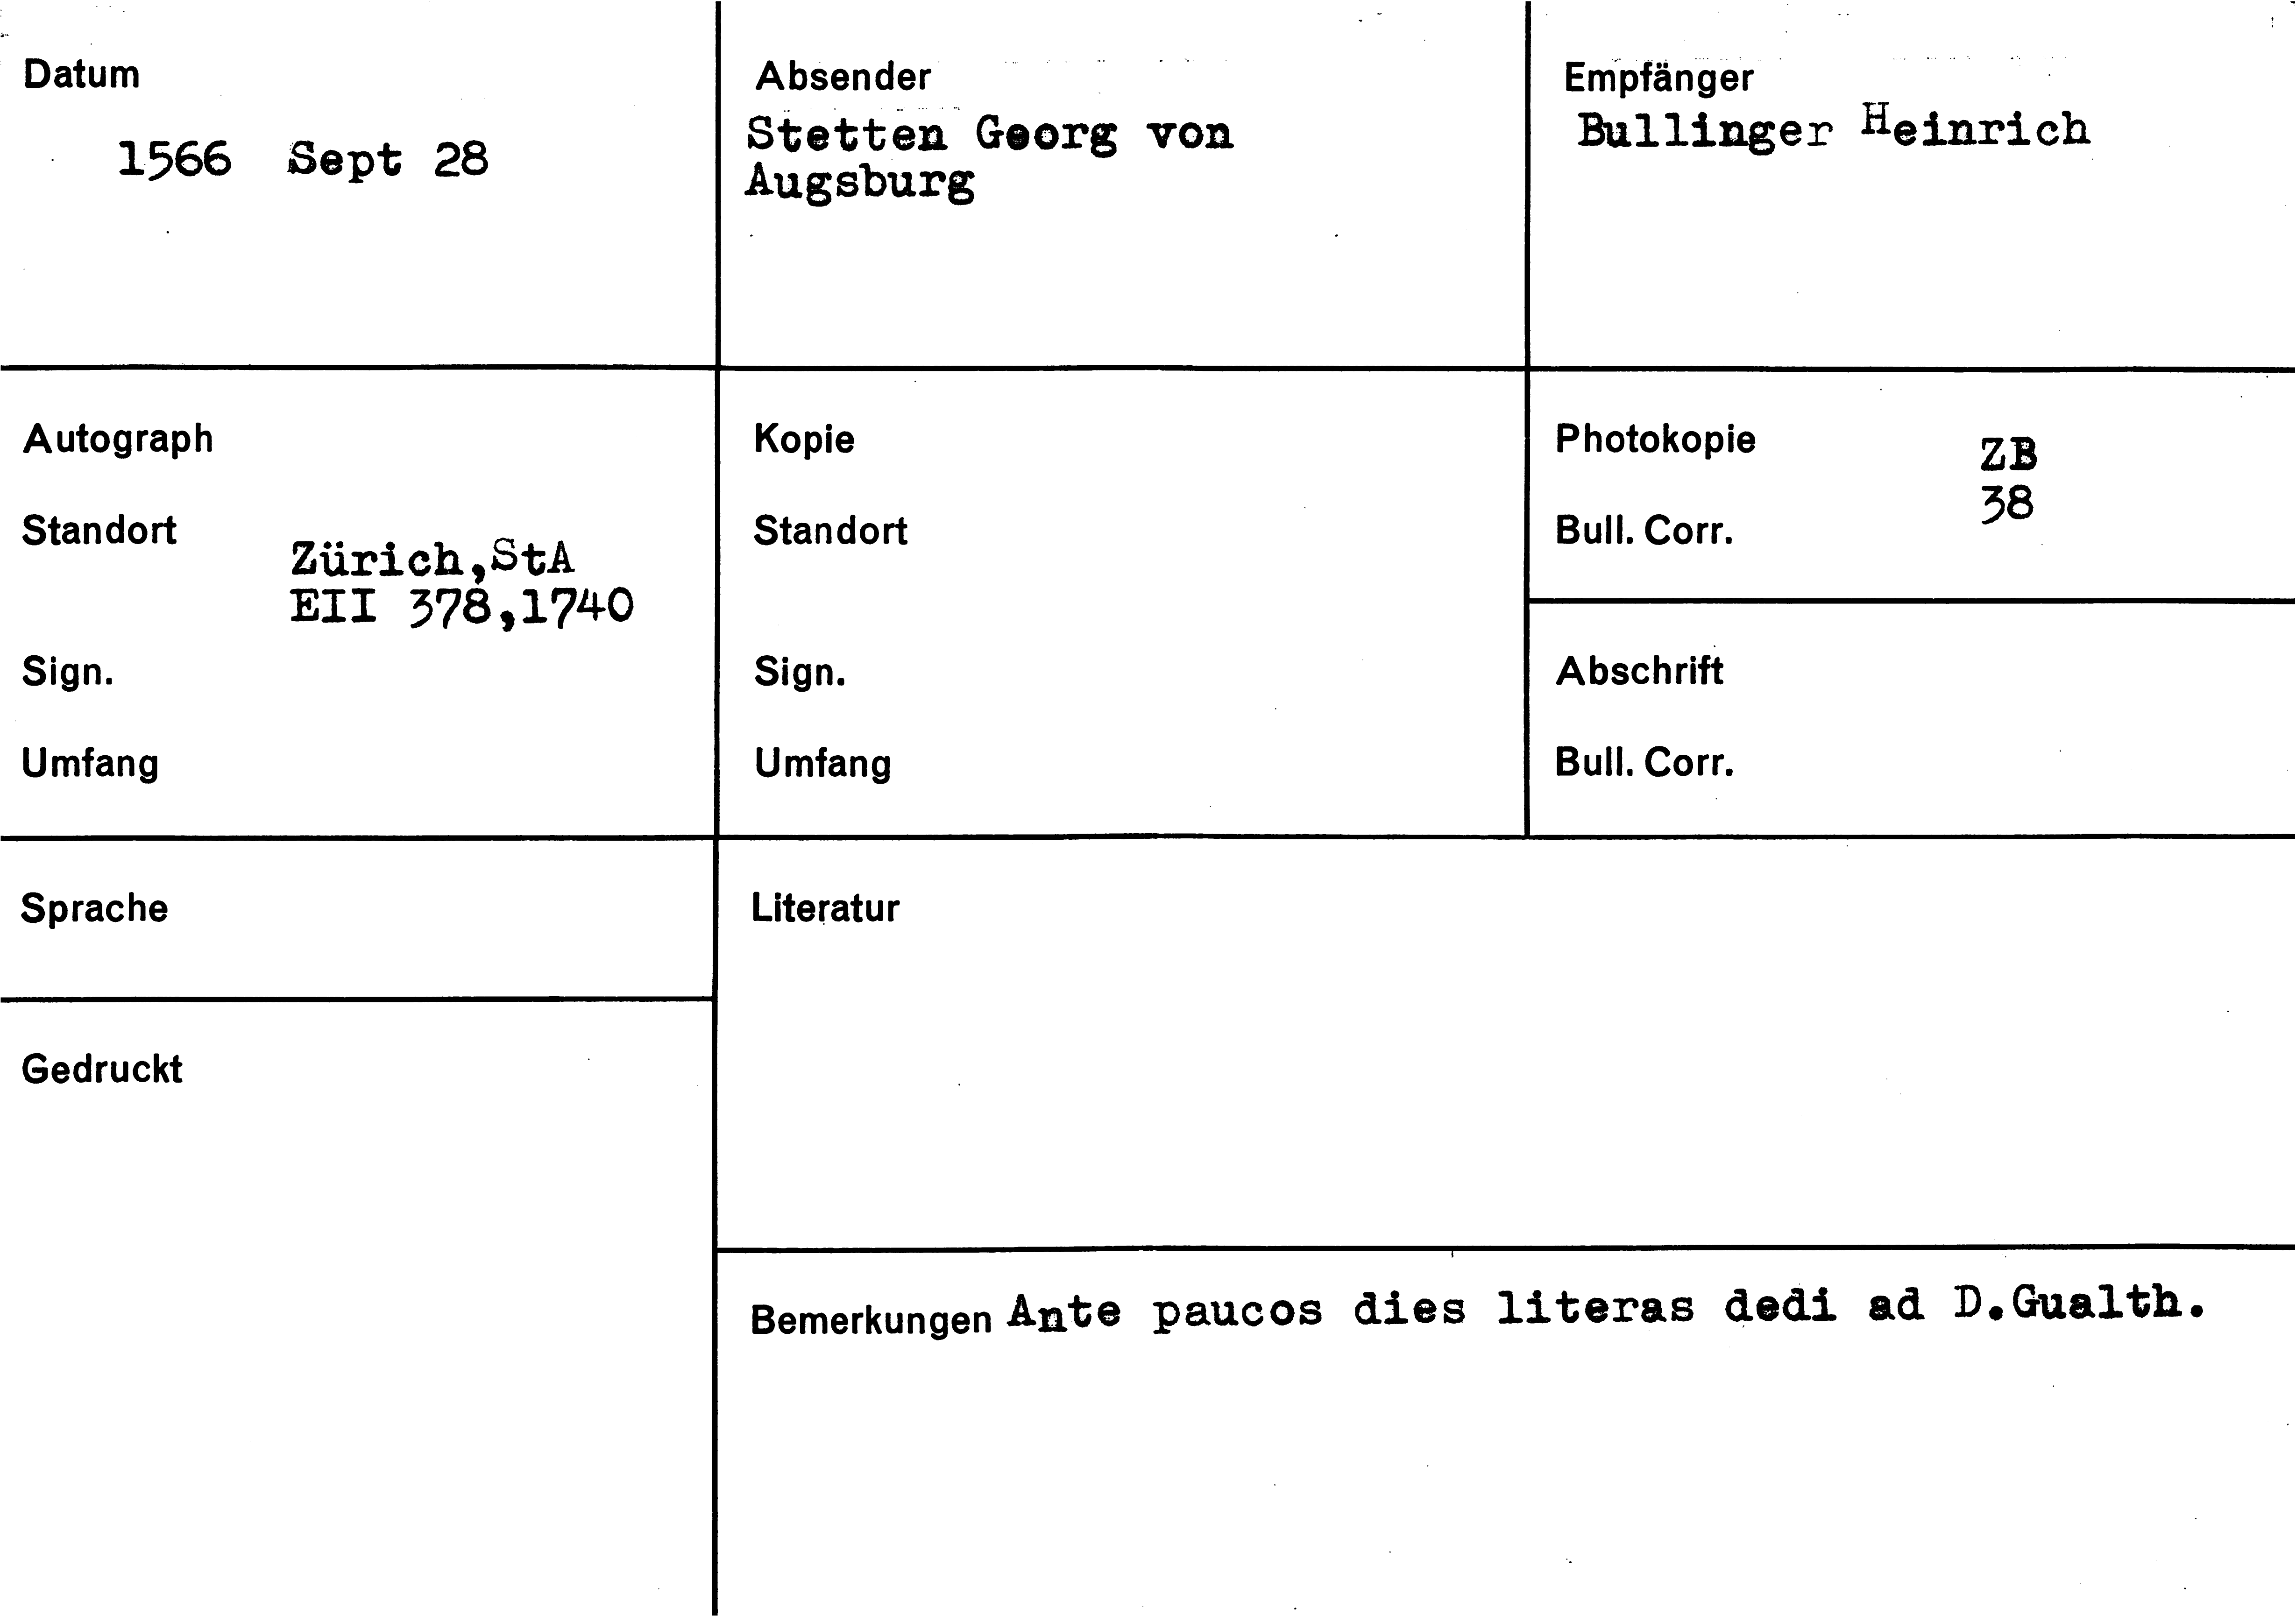 Datum
1566 Sept 28
Absender
Stetten Georg von
Augsburg
Empfänger
Bullinger Heinrich
Autograph
Standort
Zürich,StA
EII 378,1740
Sign.
Umfang
Kopie
Standort
Sign.
Umfang
Photokopie ZB
38
Bull. Corr.
Abschrift
Bull. Corr.
Sprache
Gedruckt
Literatur
Bemerkungen Ante paucos dies literas dedi ad D.Gualth.